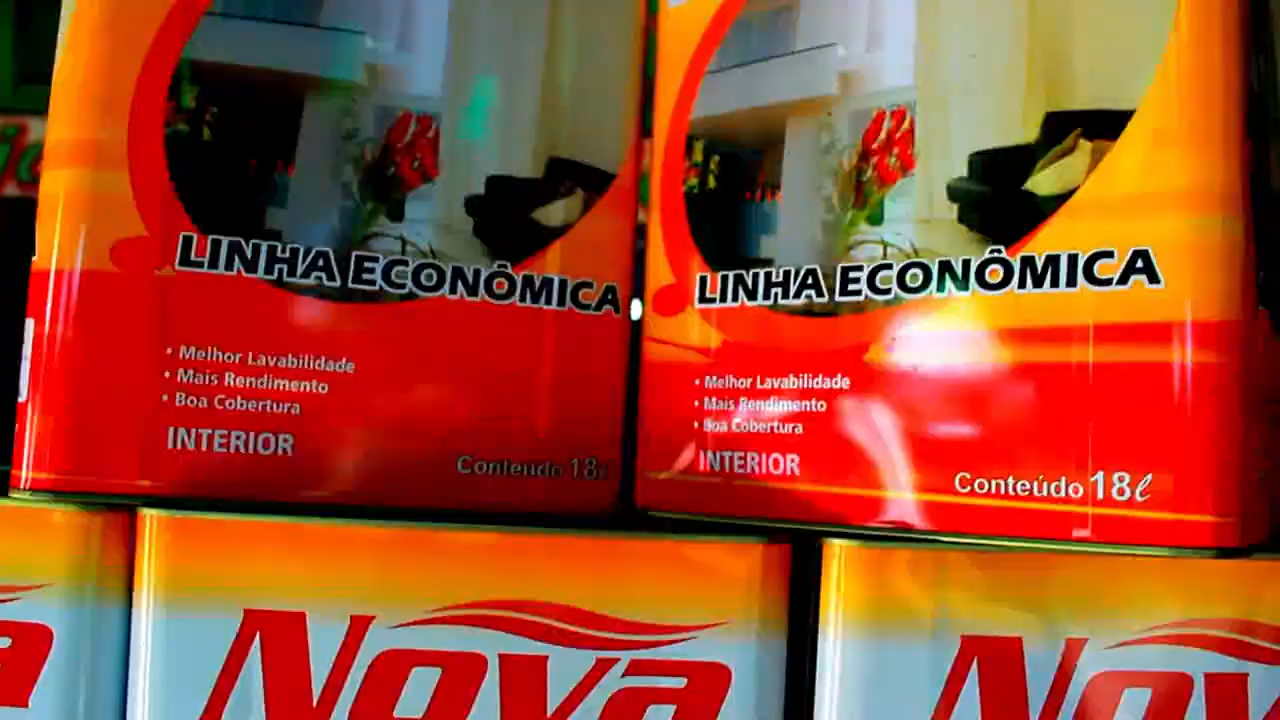 LINHA ECONÔMICA
• Melhor Lavabilidade
• Mais Rendimento
• Boa Cobertura
INTERIOR
Conteúdo 18ℓ
LINHA ECONÔMICA
• Melhor Lavabilidade
• Mais Rendimento
• Boa Cobertura
INTERIOR
Conteúdo 18ℓ
Nova